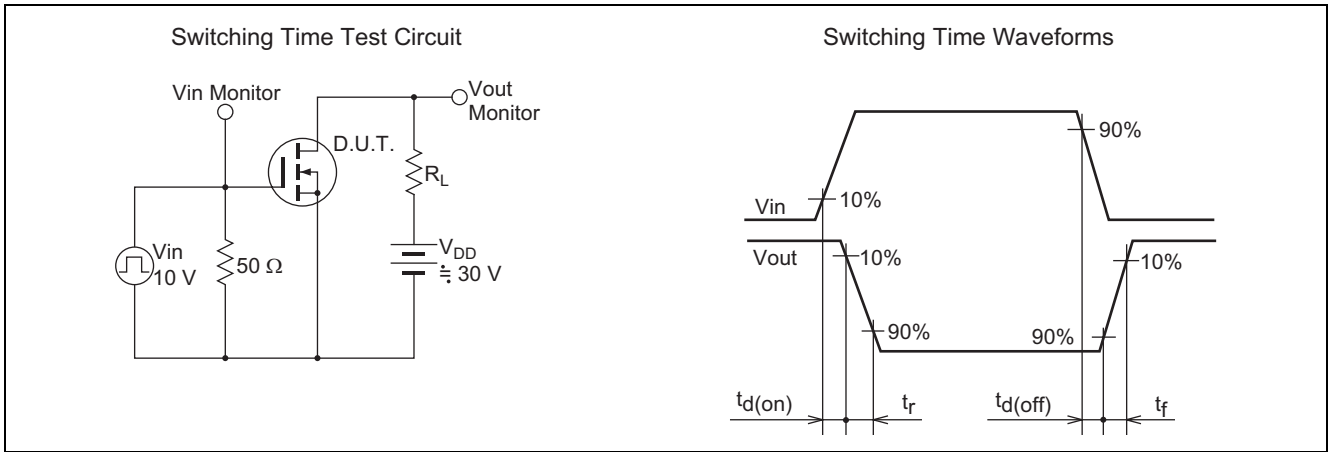 Switching Time Test Circuit
Vin Monitor
Vout
Monitor
D.U.T.
RL
Vin
10 V
50 Ω
VDD
≒ 30 V
Switching Time Waveforms
Vin
10%
90%
Vout
10%
90%
90%
10%
td(on)
tr
td(off)
tf